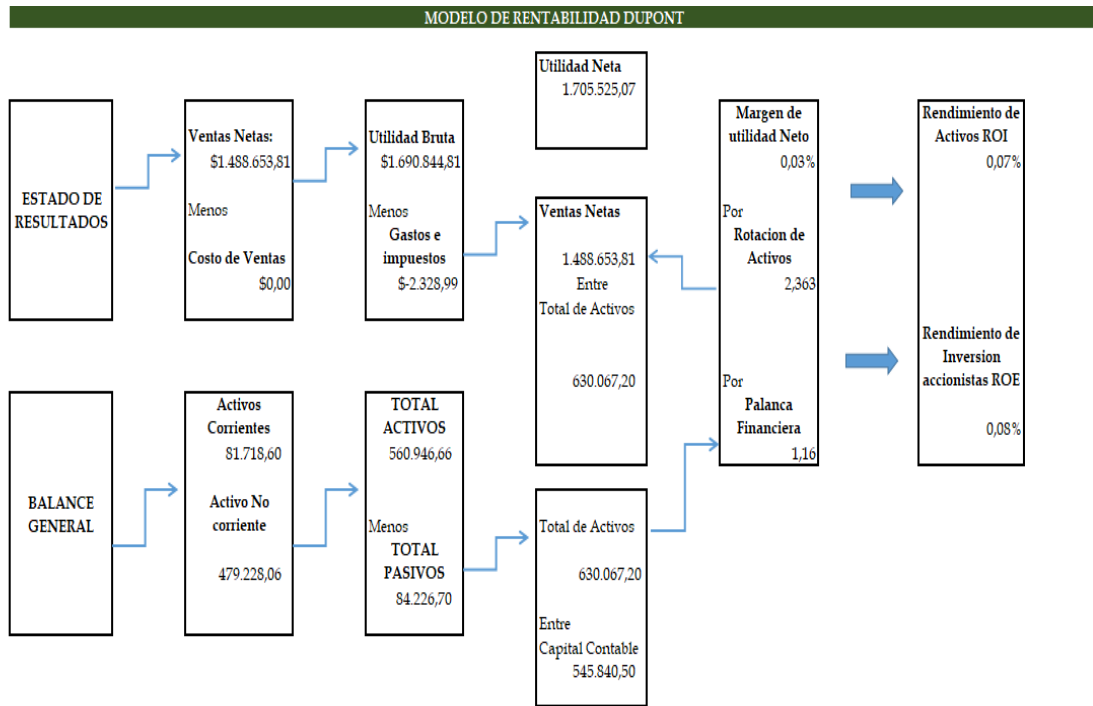 MODELO DE RENTABILIDAD DUPONT
ESTADO DE
RESULTADOS
Ventas Netas:
$1.488.653,81
Menos
Costo de Ventas
$0,00
Utilidad Bruta
$1.690.844,81
Menos
Gastos e
impuestos
$-2.328,99
Utilidad Neta
1.705.525,07
Ventas Netas
1.488.653,81
Entre
Total de Activos
630.067,20
Margen de
utilidad Neto
0,03%
Por
Rotacion de
Activos
2,363
Por
Palanca
Financiera
1,16
Rendimiento de
Activos ROI
0,07%
Rendimiento de
Inversion
accionistas ROE
0,08%
BALANCE
GENERAL
Activos
Corrientes
81.718,60
Activo No
corriente
479.228,06
TOTAL
ACTIVOS
560.946,66
Menos
TOTAL
PASIVOS
84.226,70
Total de Activos
630.067,20
Entre
Capital Contable
545.840,50